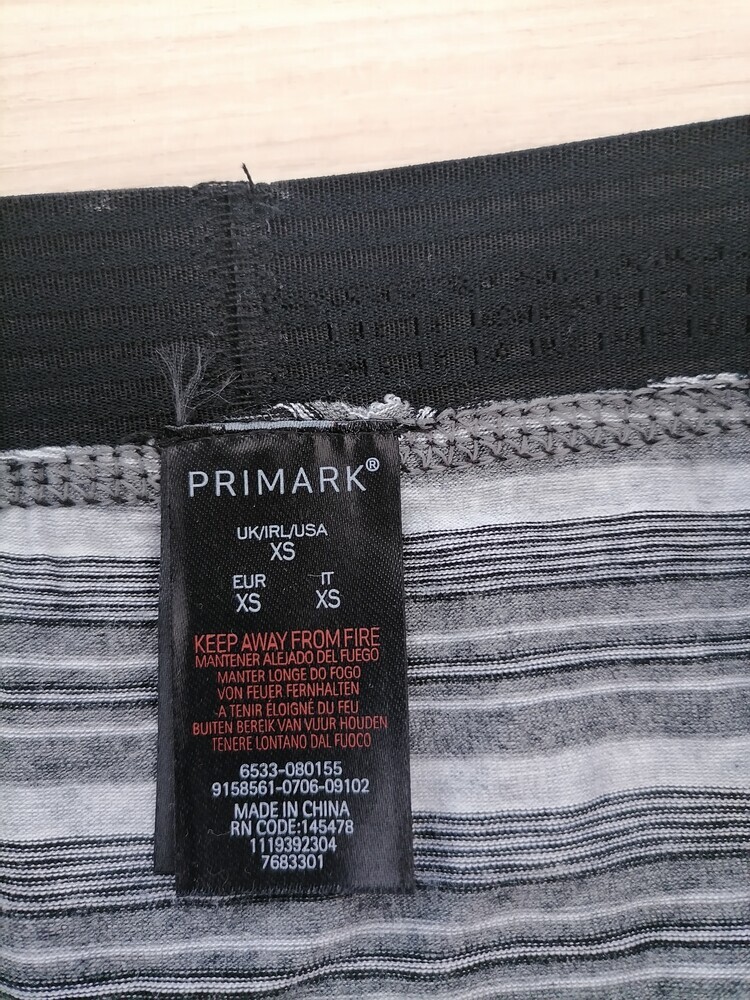 PRIMARK®
UK/IRL/USA
XS
EUR IT
XS XS
KEEP AWAY FROM FIRE
MANTENER ALEJADO DEL FUEGO
MANTER LONGE DO FOGO
VON FEUER FERNHALTEN
A TENIR ÉLOIGNÉ DU FEU
BUITEN BEREIK VAN VUUR HOUDEN
TENERE LONTANO DAL FUOCO
6533-080155
9158561-0706-09102
MADE IN CHINA
RN CODE:145478
1119392304
7683301